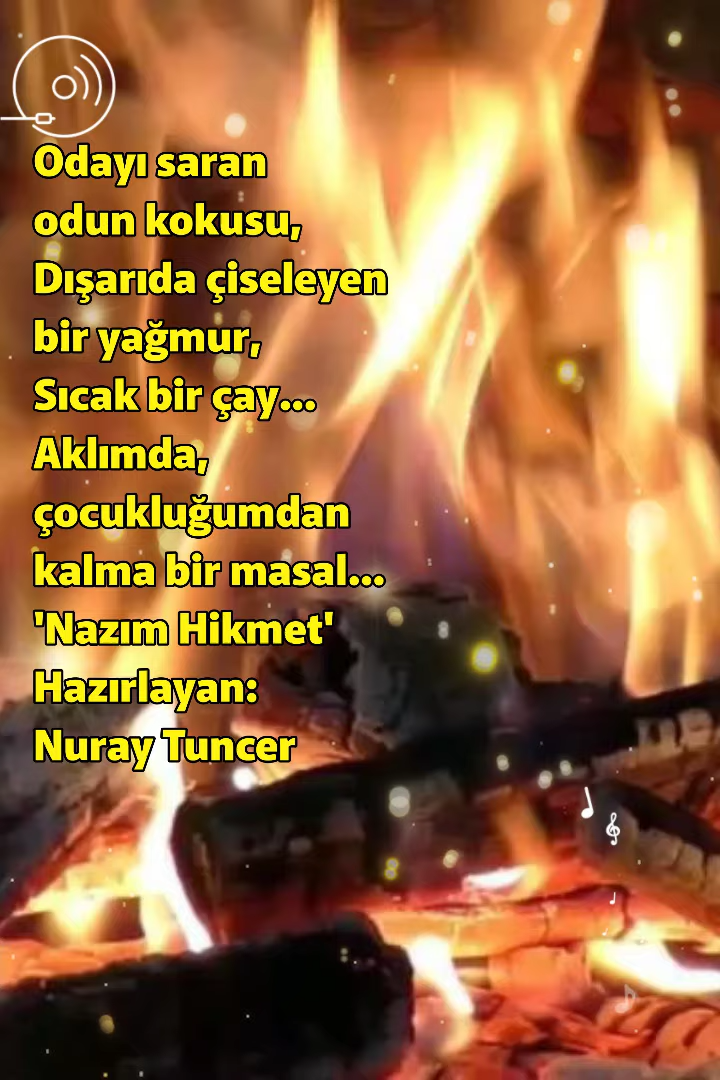 Odayı saran
odun kokusu,
Dışarıda çiseleyen
bir yağmur,
Sıcak bir çay...
Aklımda,
çocukluğumdan
kalma bir masal...
'Nazım Hikmet'
Hazırlayan:
Nuray Tuncer